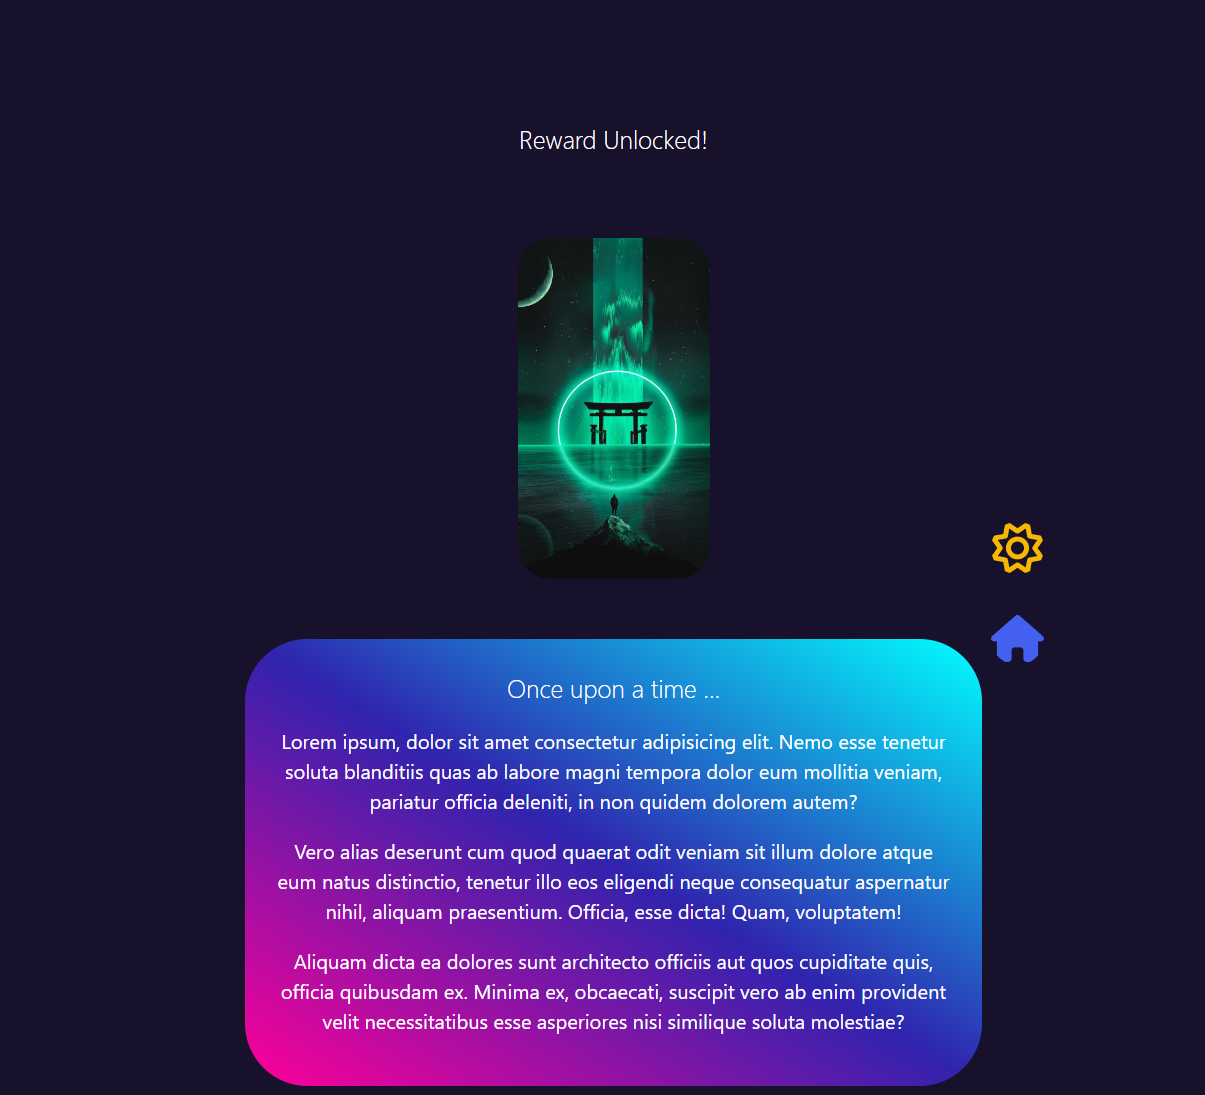 Reward Unlocked!
Once upon a time ...
Lorem ipsum, dolor sit amet consectetur adipisicing elit. Nemo esse tenetur
soluta blanditiis quas ab labore magni tempora dolor eum mollitia veniam,
pariatur officia deleniti, in non quidem dolorem autem?
Vero alias deserunt cum quod quaerat odit veniam sit illum dolore atque
eum natus distinctio, tenetur illo eos eligendi neque consequatur aspernatur
nihil, aliquam praesentium. Officia, esse dicta! Quam, voluptatem!
Aliquam dicta ea dolores sunt architecto officiis aut quos cupiditate quis,
officia quibusdam ex. Minima ex, obcaecati, suscipit vero ab enim provident
velit necessitatibus esse asperiores nisi similique soluta molestiae?